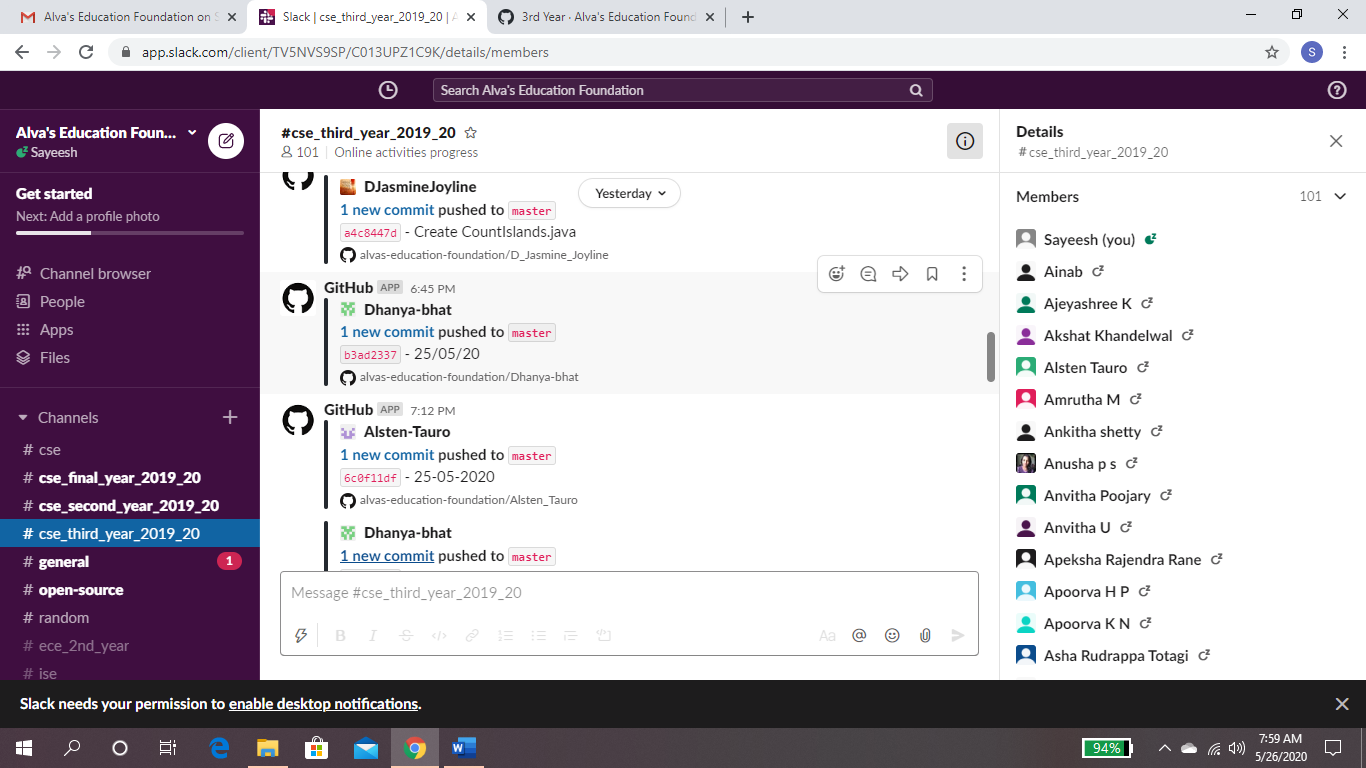 Gmail Alva's Education Foundation on S
Slack | cse_third_year_2019_20 | A
3rd Year · Alva's Education Found
app.slack.com/client/TV5NVS9SP/C013UPZ1C9K/details/members
S
Search Alva's Education Foundation
Alva's Education Foun...
Sayeesh
Get started
Next: Add a profile photo
Channel browser
People
Apps
Files
Channels
# cse
# cse_final_year_2019_20
# cse_second_year_2019_20
# cse_third_year_2019_20
# general 1
# open-source
# random
# ece_2nd_year
# ise
#cse_third_year_2019_20
101 | Online activities progress
Yesterday
DJasmineJoyline
1 new commit pushed to master
a4c8447d - Create CountIslands.java
alvas-education-foundation/D_Jasmine_Joyline
GitHub APP 6:45 PM
Dhanya-bhat
1 new commit pushed to master
b3ad2337 - 25/05/20
alvas-education-foundation/Dhanya-bhat
GitHub APP 7:12 PM
Alsten-Tauro
1 new commit pushed to master
6c0f11df - 25-05-2020
alvas-education-foundation/Alsten_Tauro
Dhanya-bhat
1 new commit pushed to master
Message #cse_third_year_2019_20
B I S Aa @
Details
# cse_third_year_2019_20
Members 101
Sayeesh (you)
Ainab
Ajeyashree K
Akshat Khandelwal
Alsten Tauro
Amrutha M
Ankitha shetty
Anusha p s
Anvitha Poojary
Anvitha U
Apeksha Rajendra Rane
Apoorva H P
Apoorva K N
Asha Rudrappa Totagi
Slack needs your permission to enable desktop notifications.
94%
7:59 AM
5/26/2020